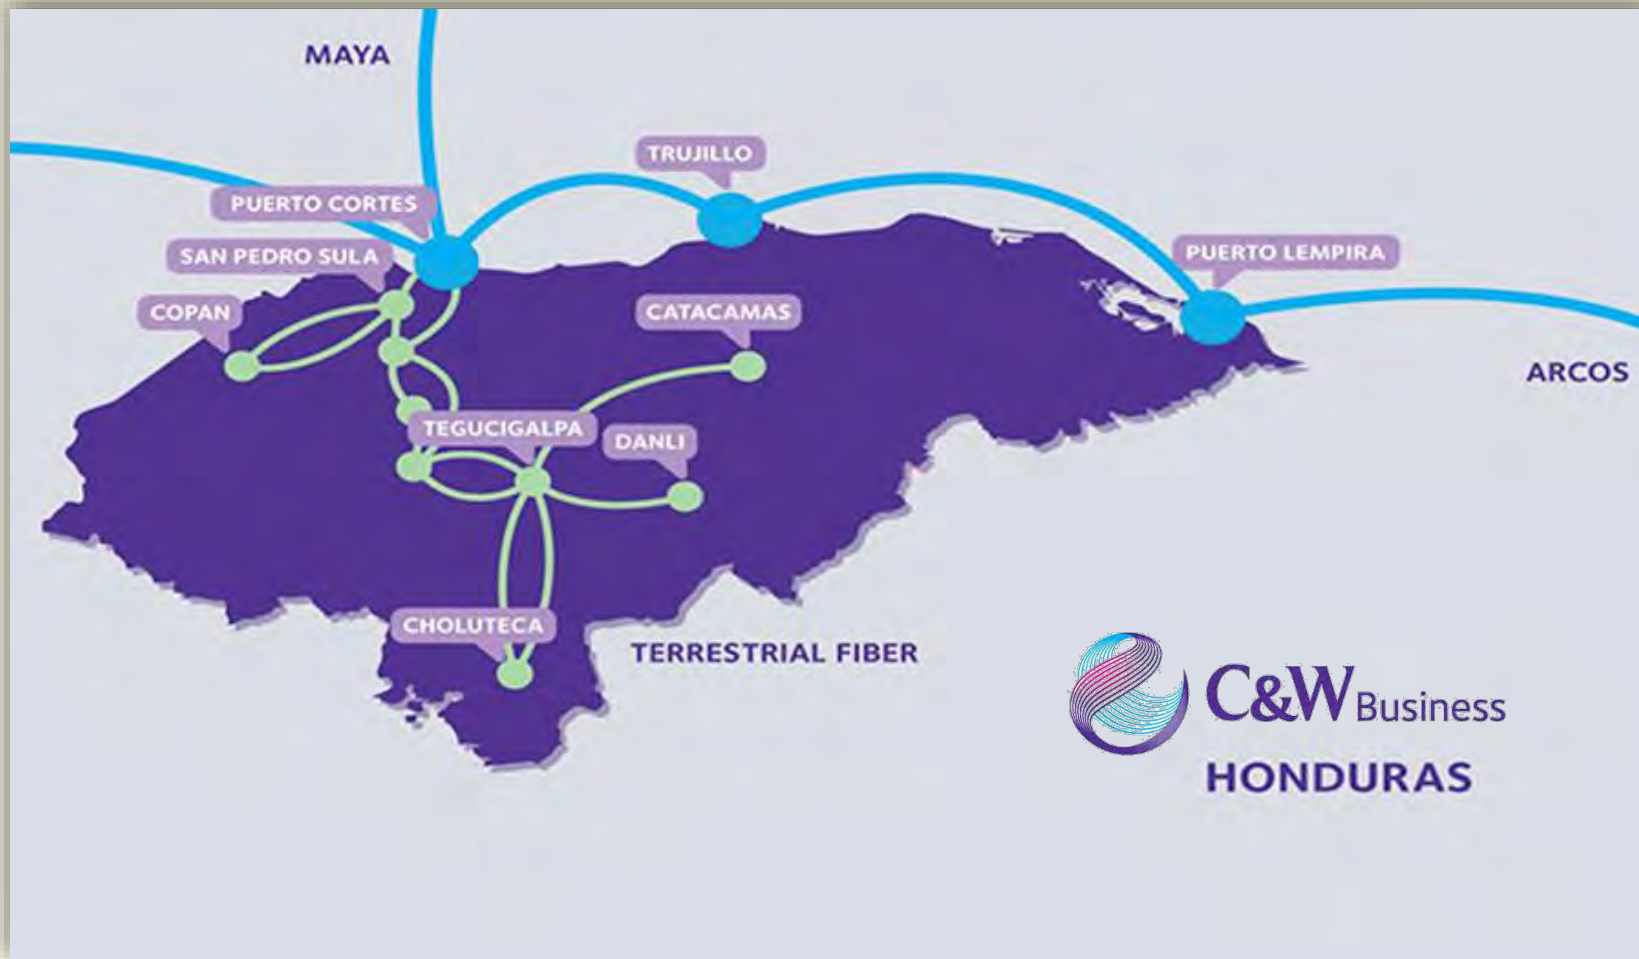 MAYA
TRUJILLO
PUERTO CORTES
SAN PEDRO SULA
PUERTO LEMPIRA
COPAN
CATACAMAS
ARCOS
TEGUCIGALPA
DANLI
CHOLUTECA
TERRESTRIAL FIBER
C&W Business
HONDURAS